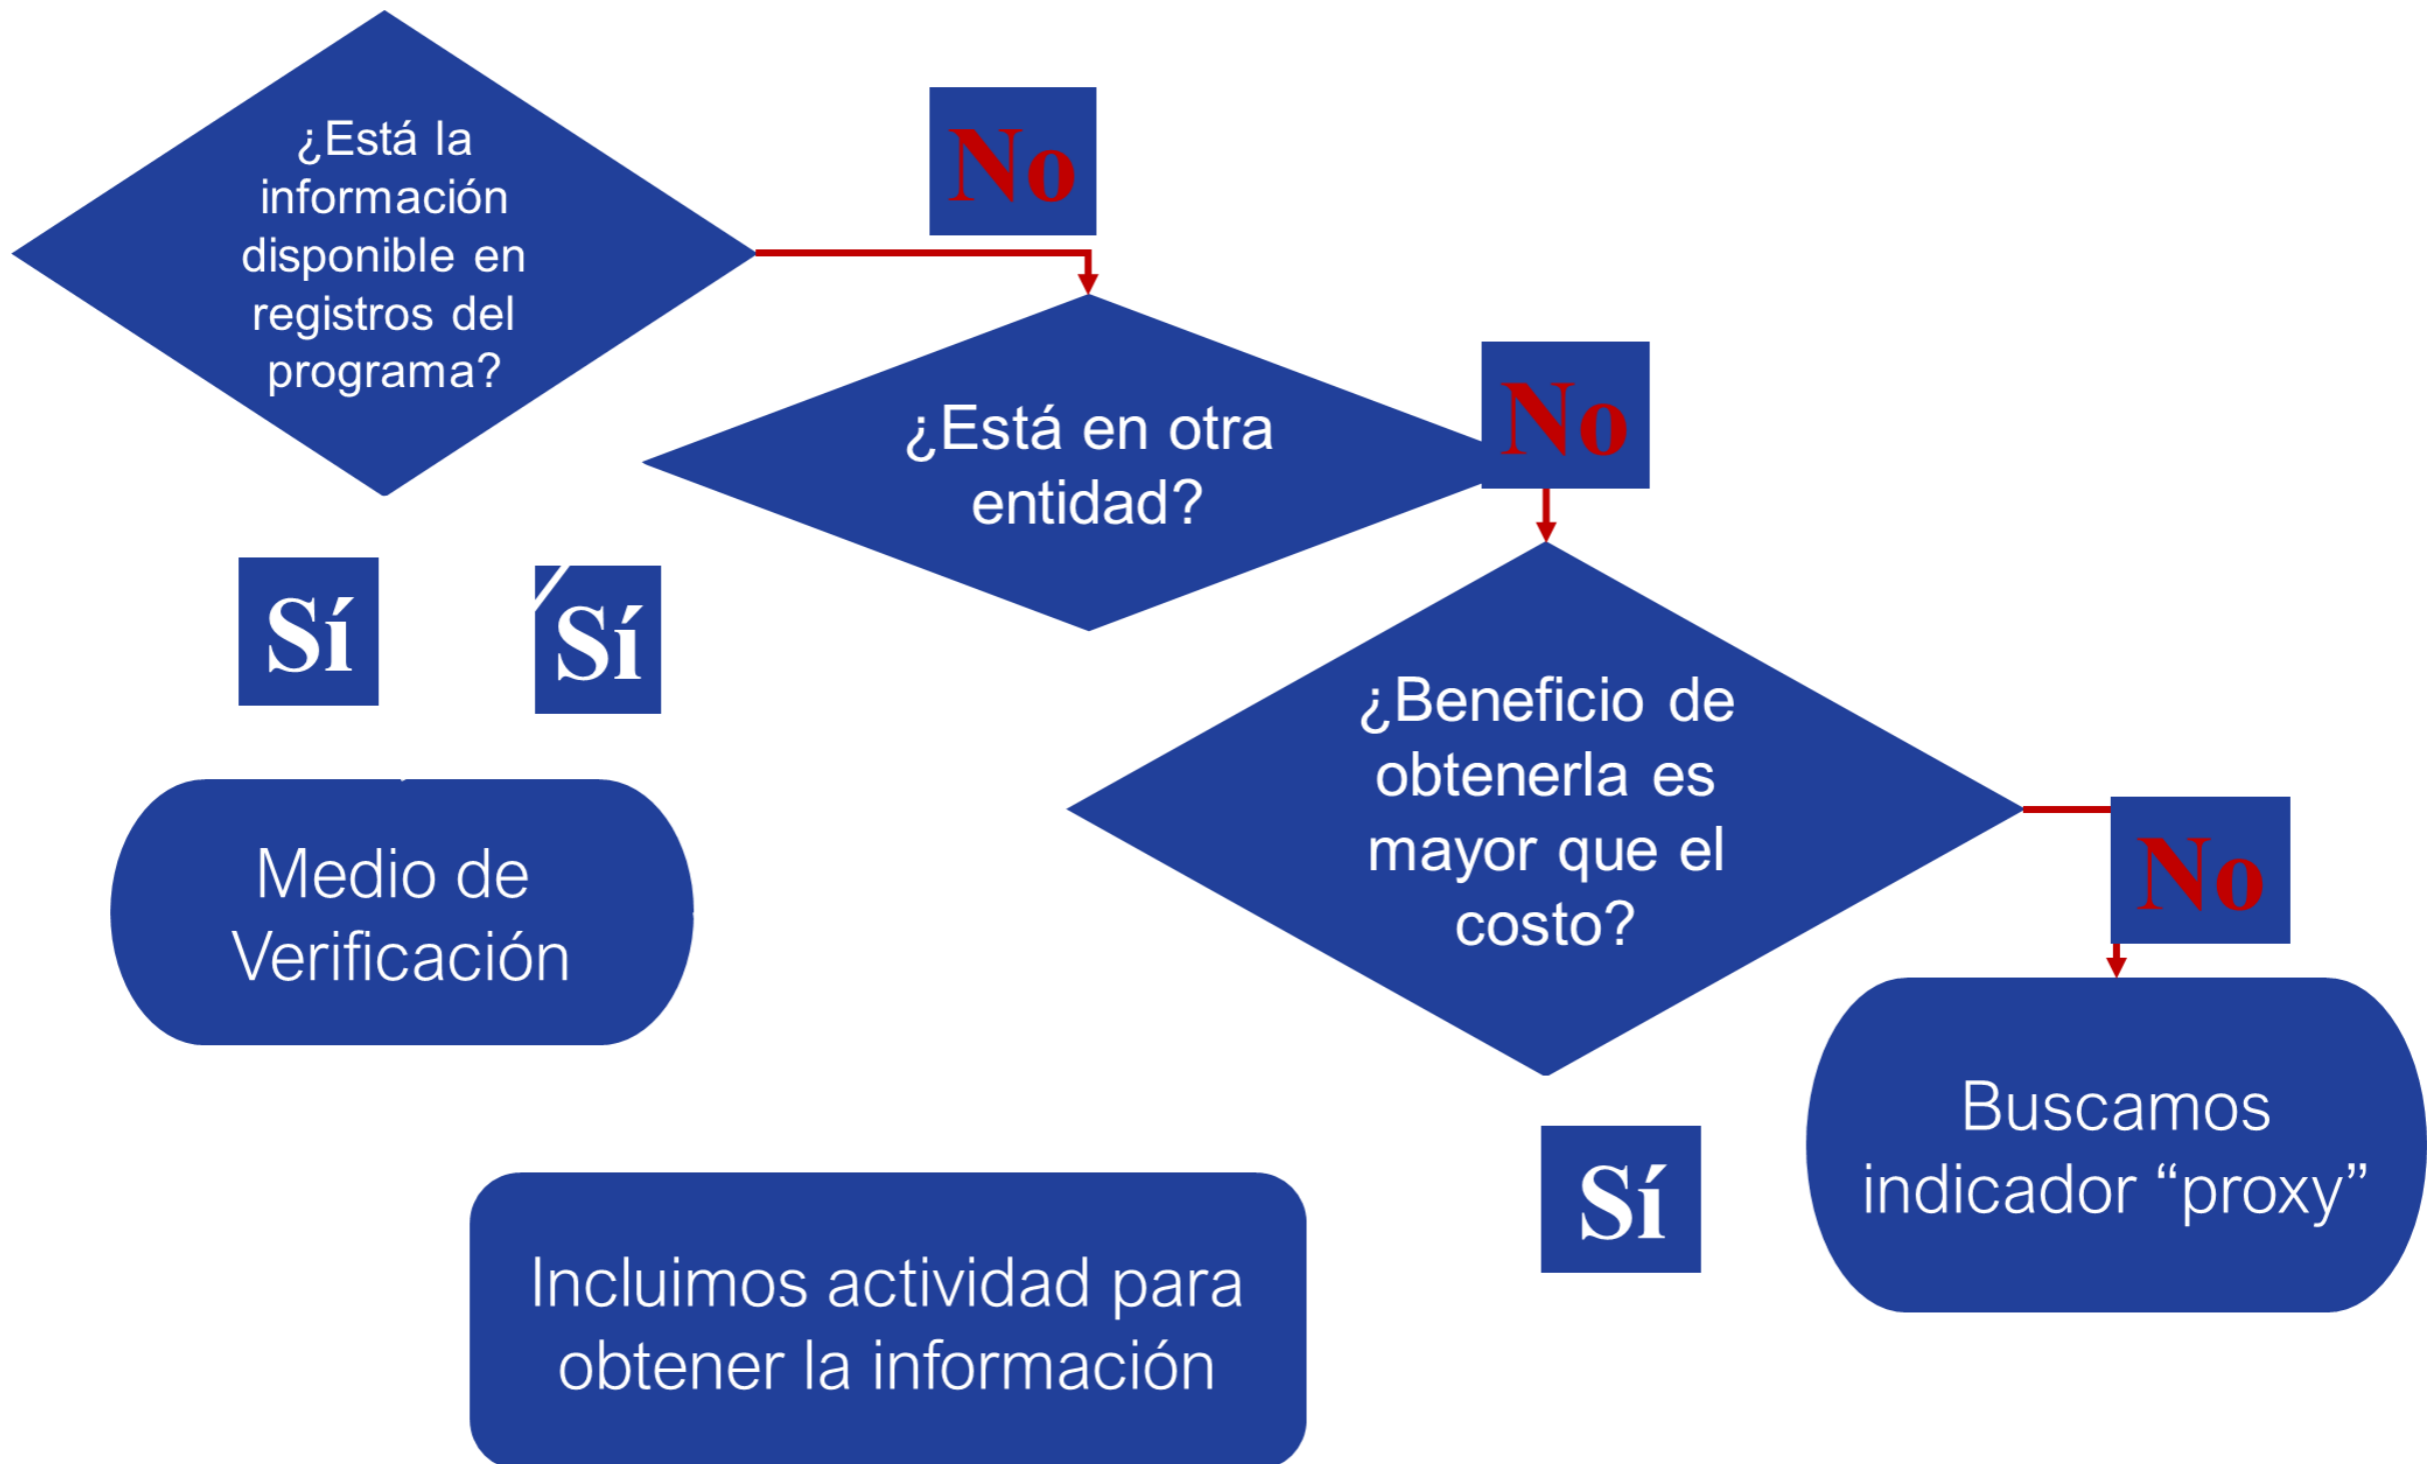 ¿Está la
información
disponible en
registros del
programa?
No
¿Está en otra
entidad?
No
Sí
Sí
¿Beneficio de
obtenerla es
mayor que el
costo?
No
Medio de
Verificación
Buscamos
indicador “proxy”
Sí
Incluimos actividad para
obtener la información